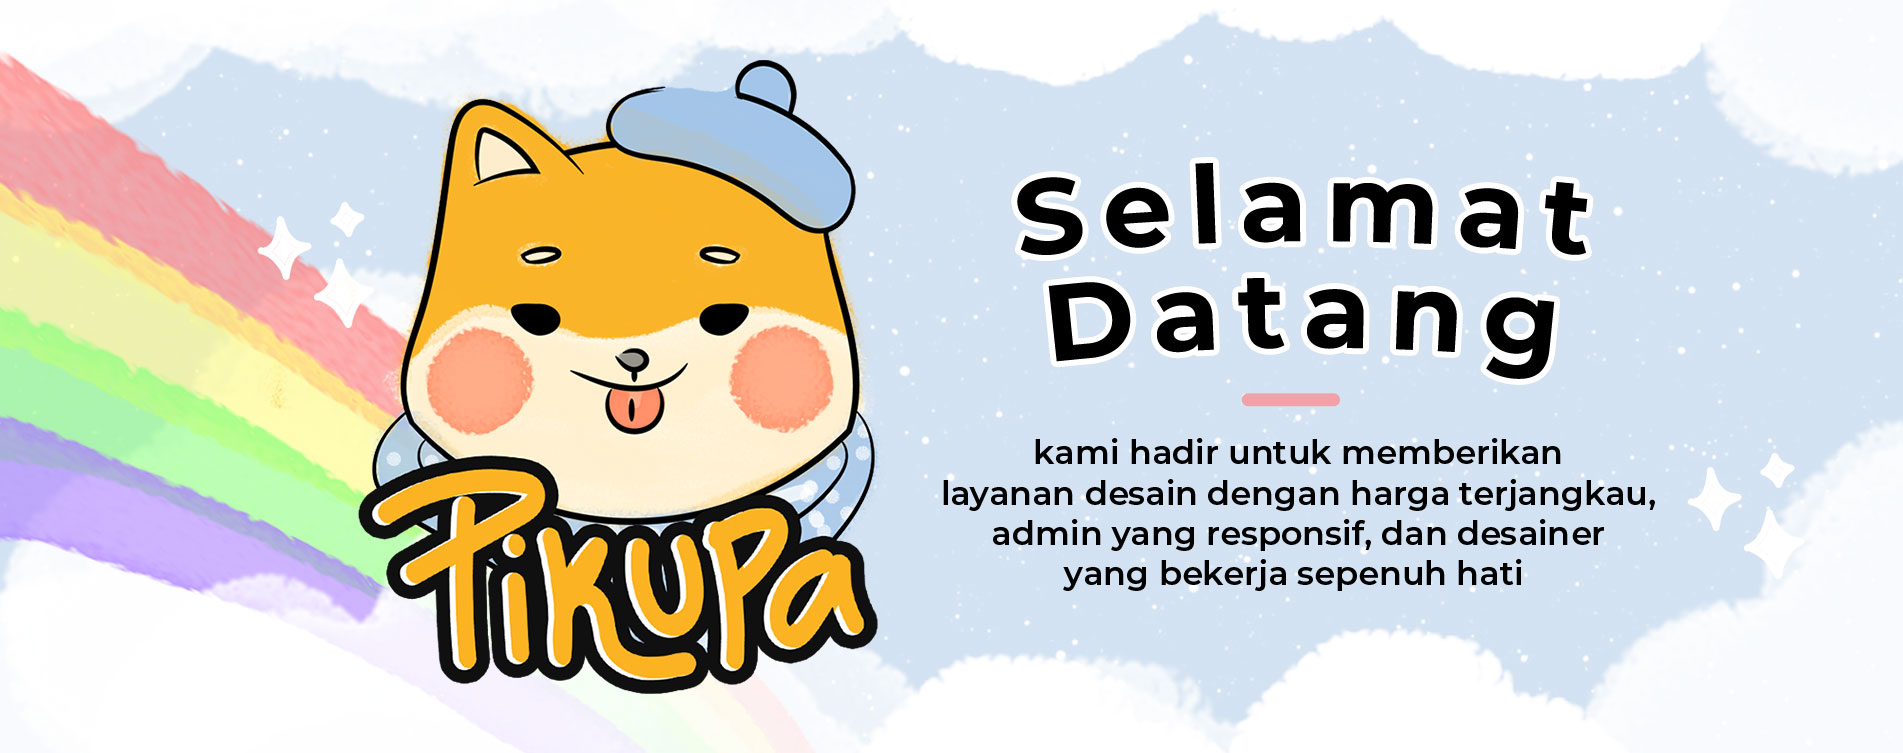 Pikupa
Selamat
Datang
kami hadir untuk memberikan
layanan desain dengan harga terjangkau,
admin yang responsif, dan desainer
yang bekerja sepenuh hati